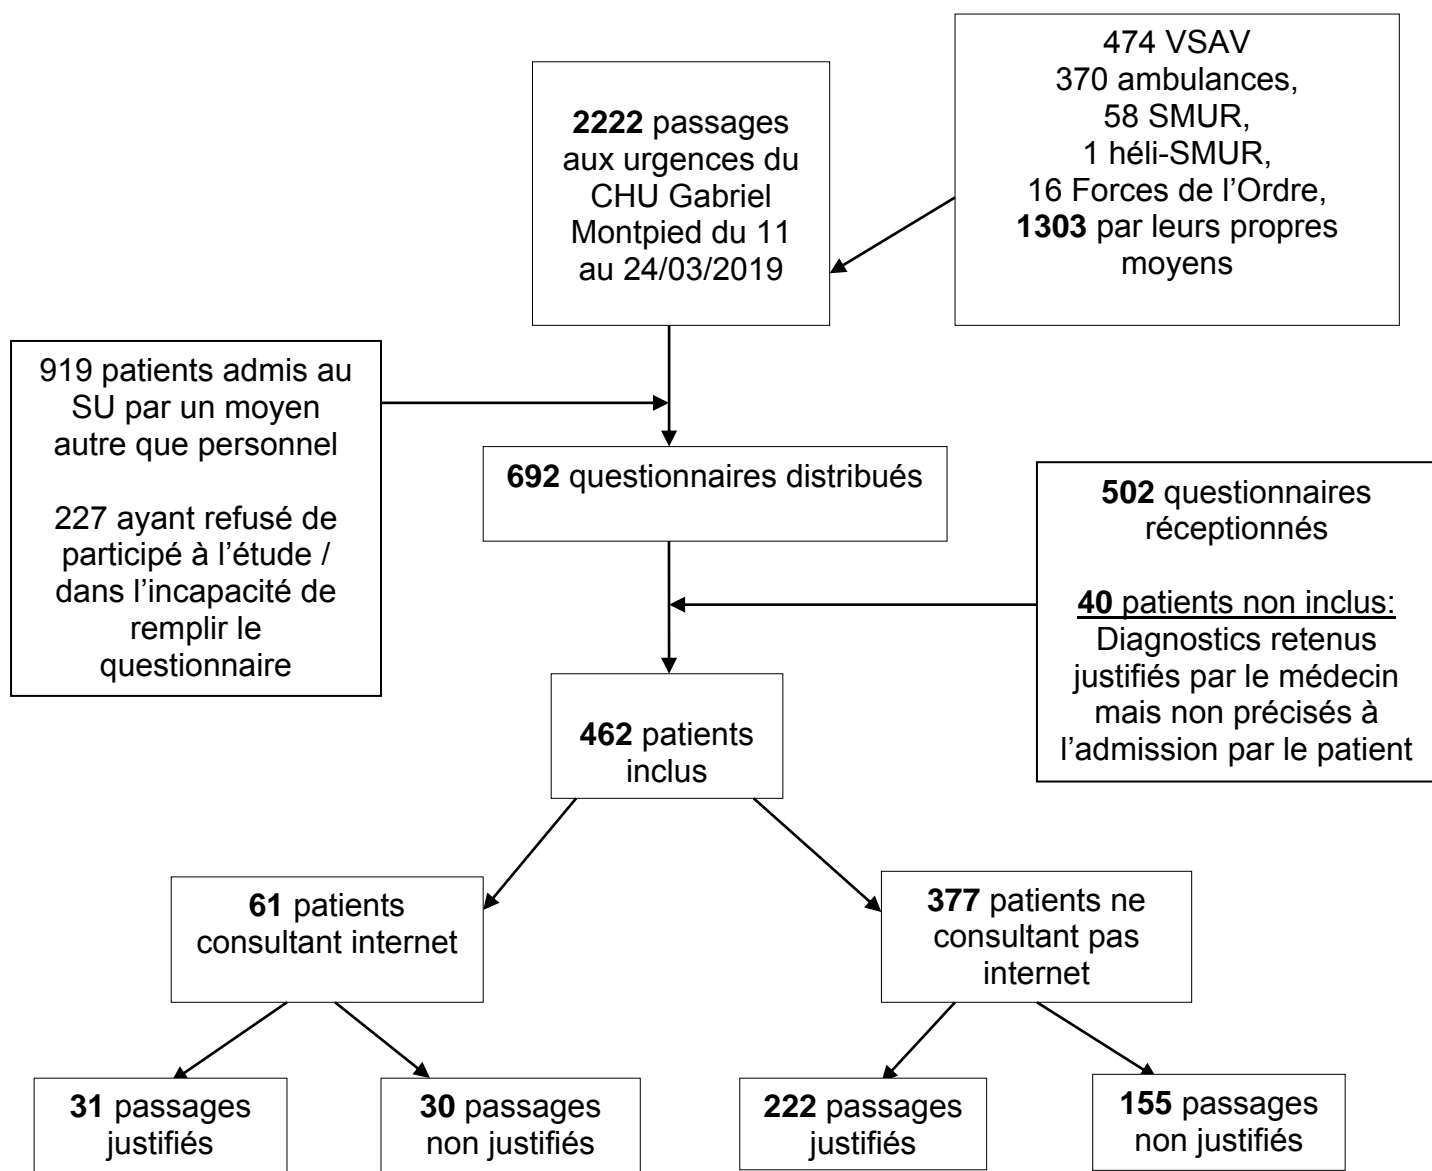 474 VSAV
370 ambulances,
58 SMUR,
1 héli-SMUR,
16 Forces de l’Ordre,
1303 par leurs propres
moyens
2222 passages
aux urgences du
CHU Gabriel
Montpied du 11
au 24/03/2019
919 patients admis au
SU par un moyen
autre que personnel
227 ayant refusé de
participé à l’étude /
dans l’incapacité de
remplir le
questionnaire
692 questionnaires distribués
502 questionnaires
réceptionnés
40 patients non inclus:
Diagnostics retenus
justifiés par le médecin
mais non précisés à
l’admission par le patient
462 patients
inclus
61 patients
consultant internet
377 patients ne
consultant pas
internet
31 passages
justifiés
30 passages
non justifiés
222 passages
justifiés
155 passages
non justifiés